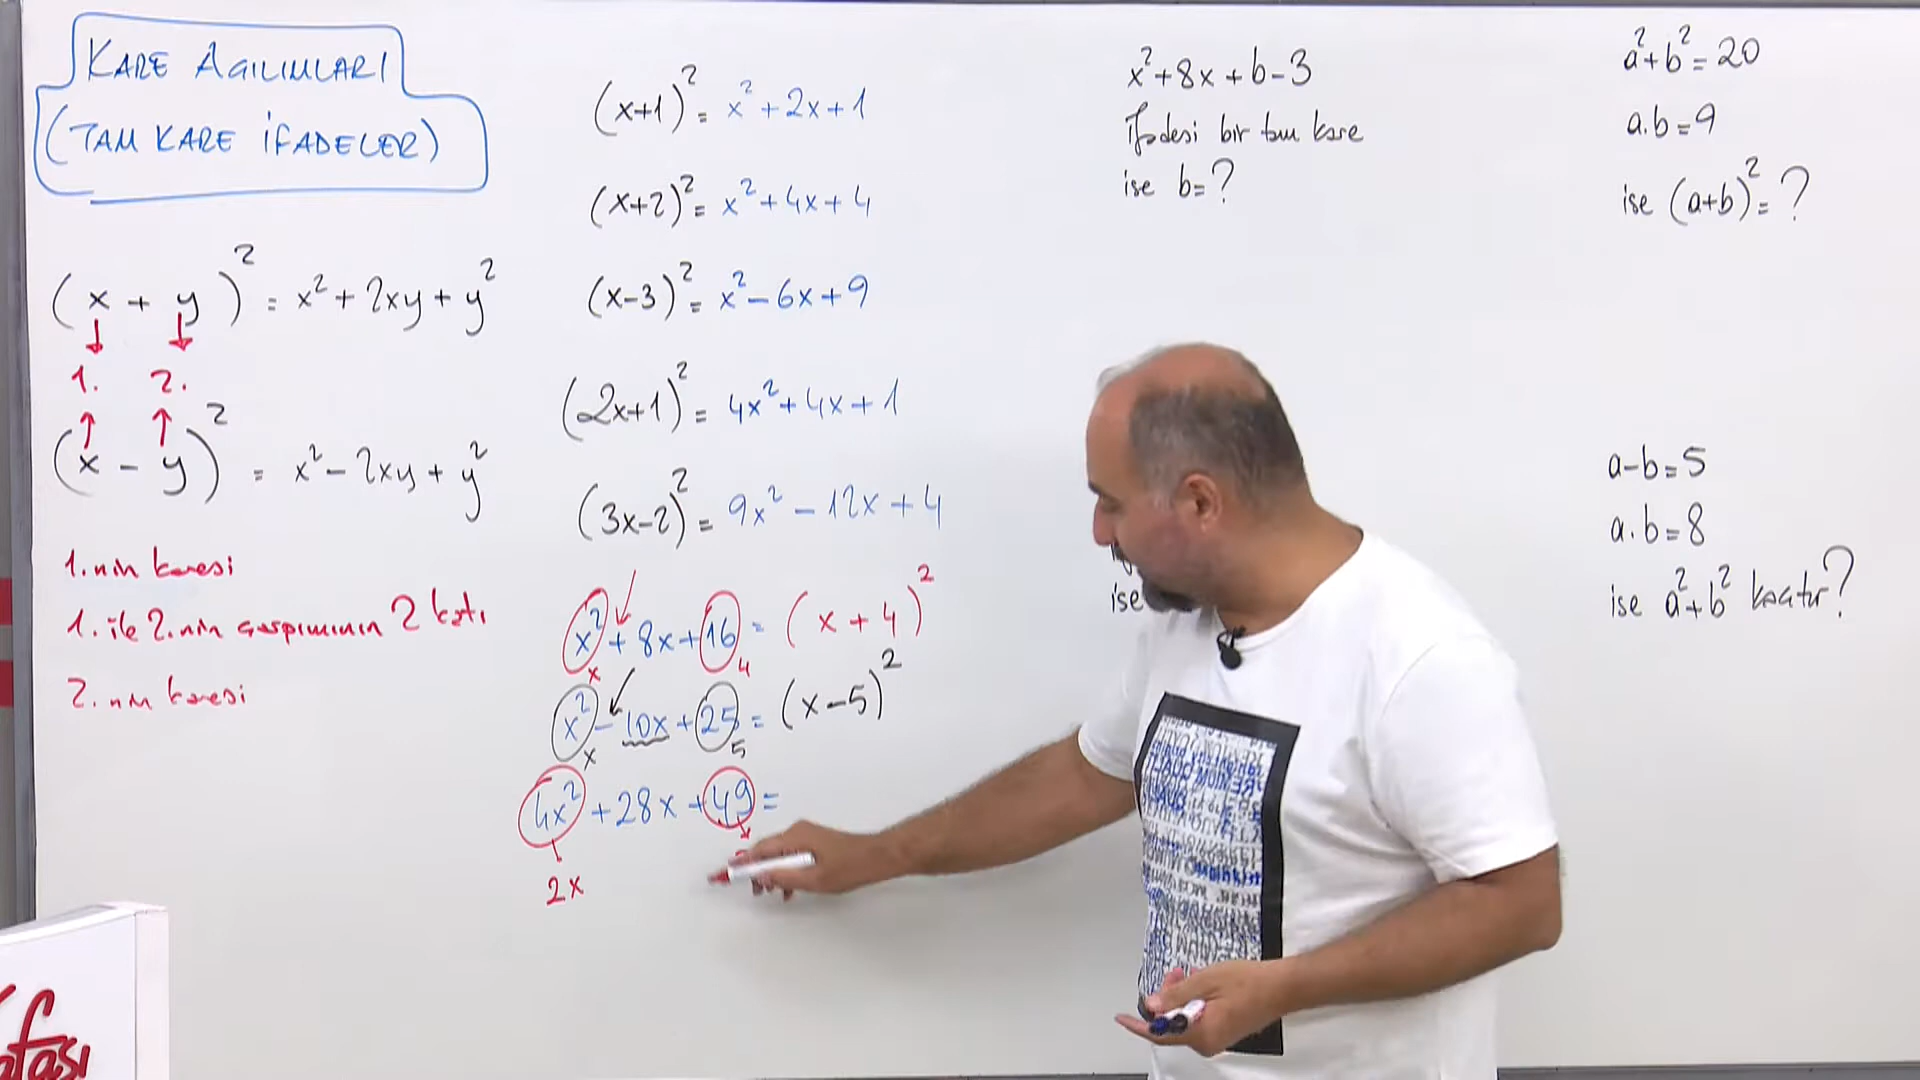 KARE AÇILIMLARI
(TAM KARE İFADELER)
(x + y)² = x² + 2xy + y²
1. 2.
(x - y)² = x² - 2xy + y²
1.nin karesi
1. ile 2.nin çarpımının 2 katı
2. nin karesi
(x+1)² = x² + 2x + 1
(x+2)² = x² + 4x + 4
(x-3)² = x² - 6x + 9
(2x+1)² = 4x² + 4x + 1
(3x-2)² = 9x² - 12x + 4
x² + 8x + 16 = (x + 4)²
x 4
x² - 10x + 25 = (x - 5)²
x 5
4x² + 28x + 49 =
2x
x² + 8x + b - 3
ifadesi bir tam kare
ise b = ?
ise
a² + b² = 20
a.b = 9
ise (a+b)² = ?
a - b = 5
a.b = 8
ise a² + b² kaçtır?